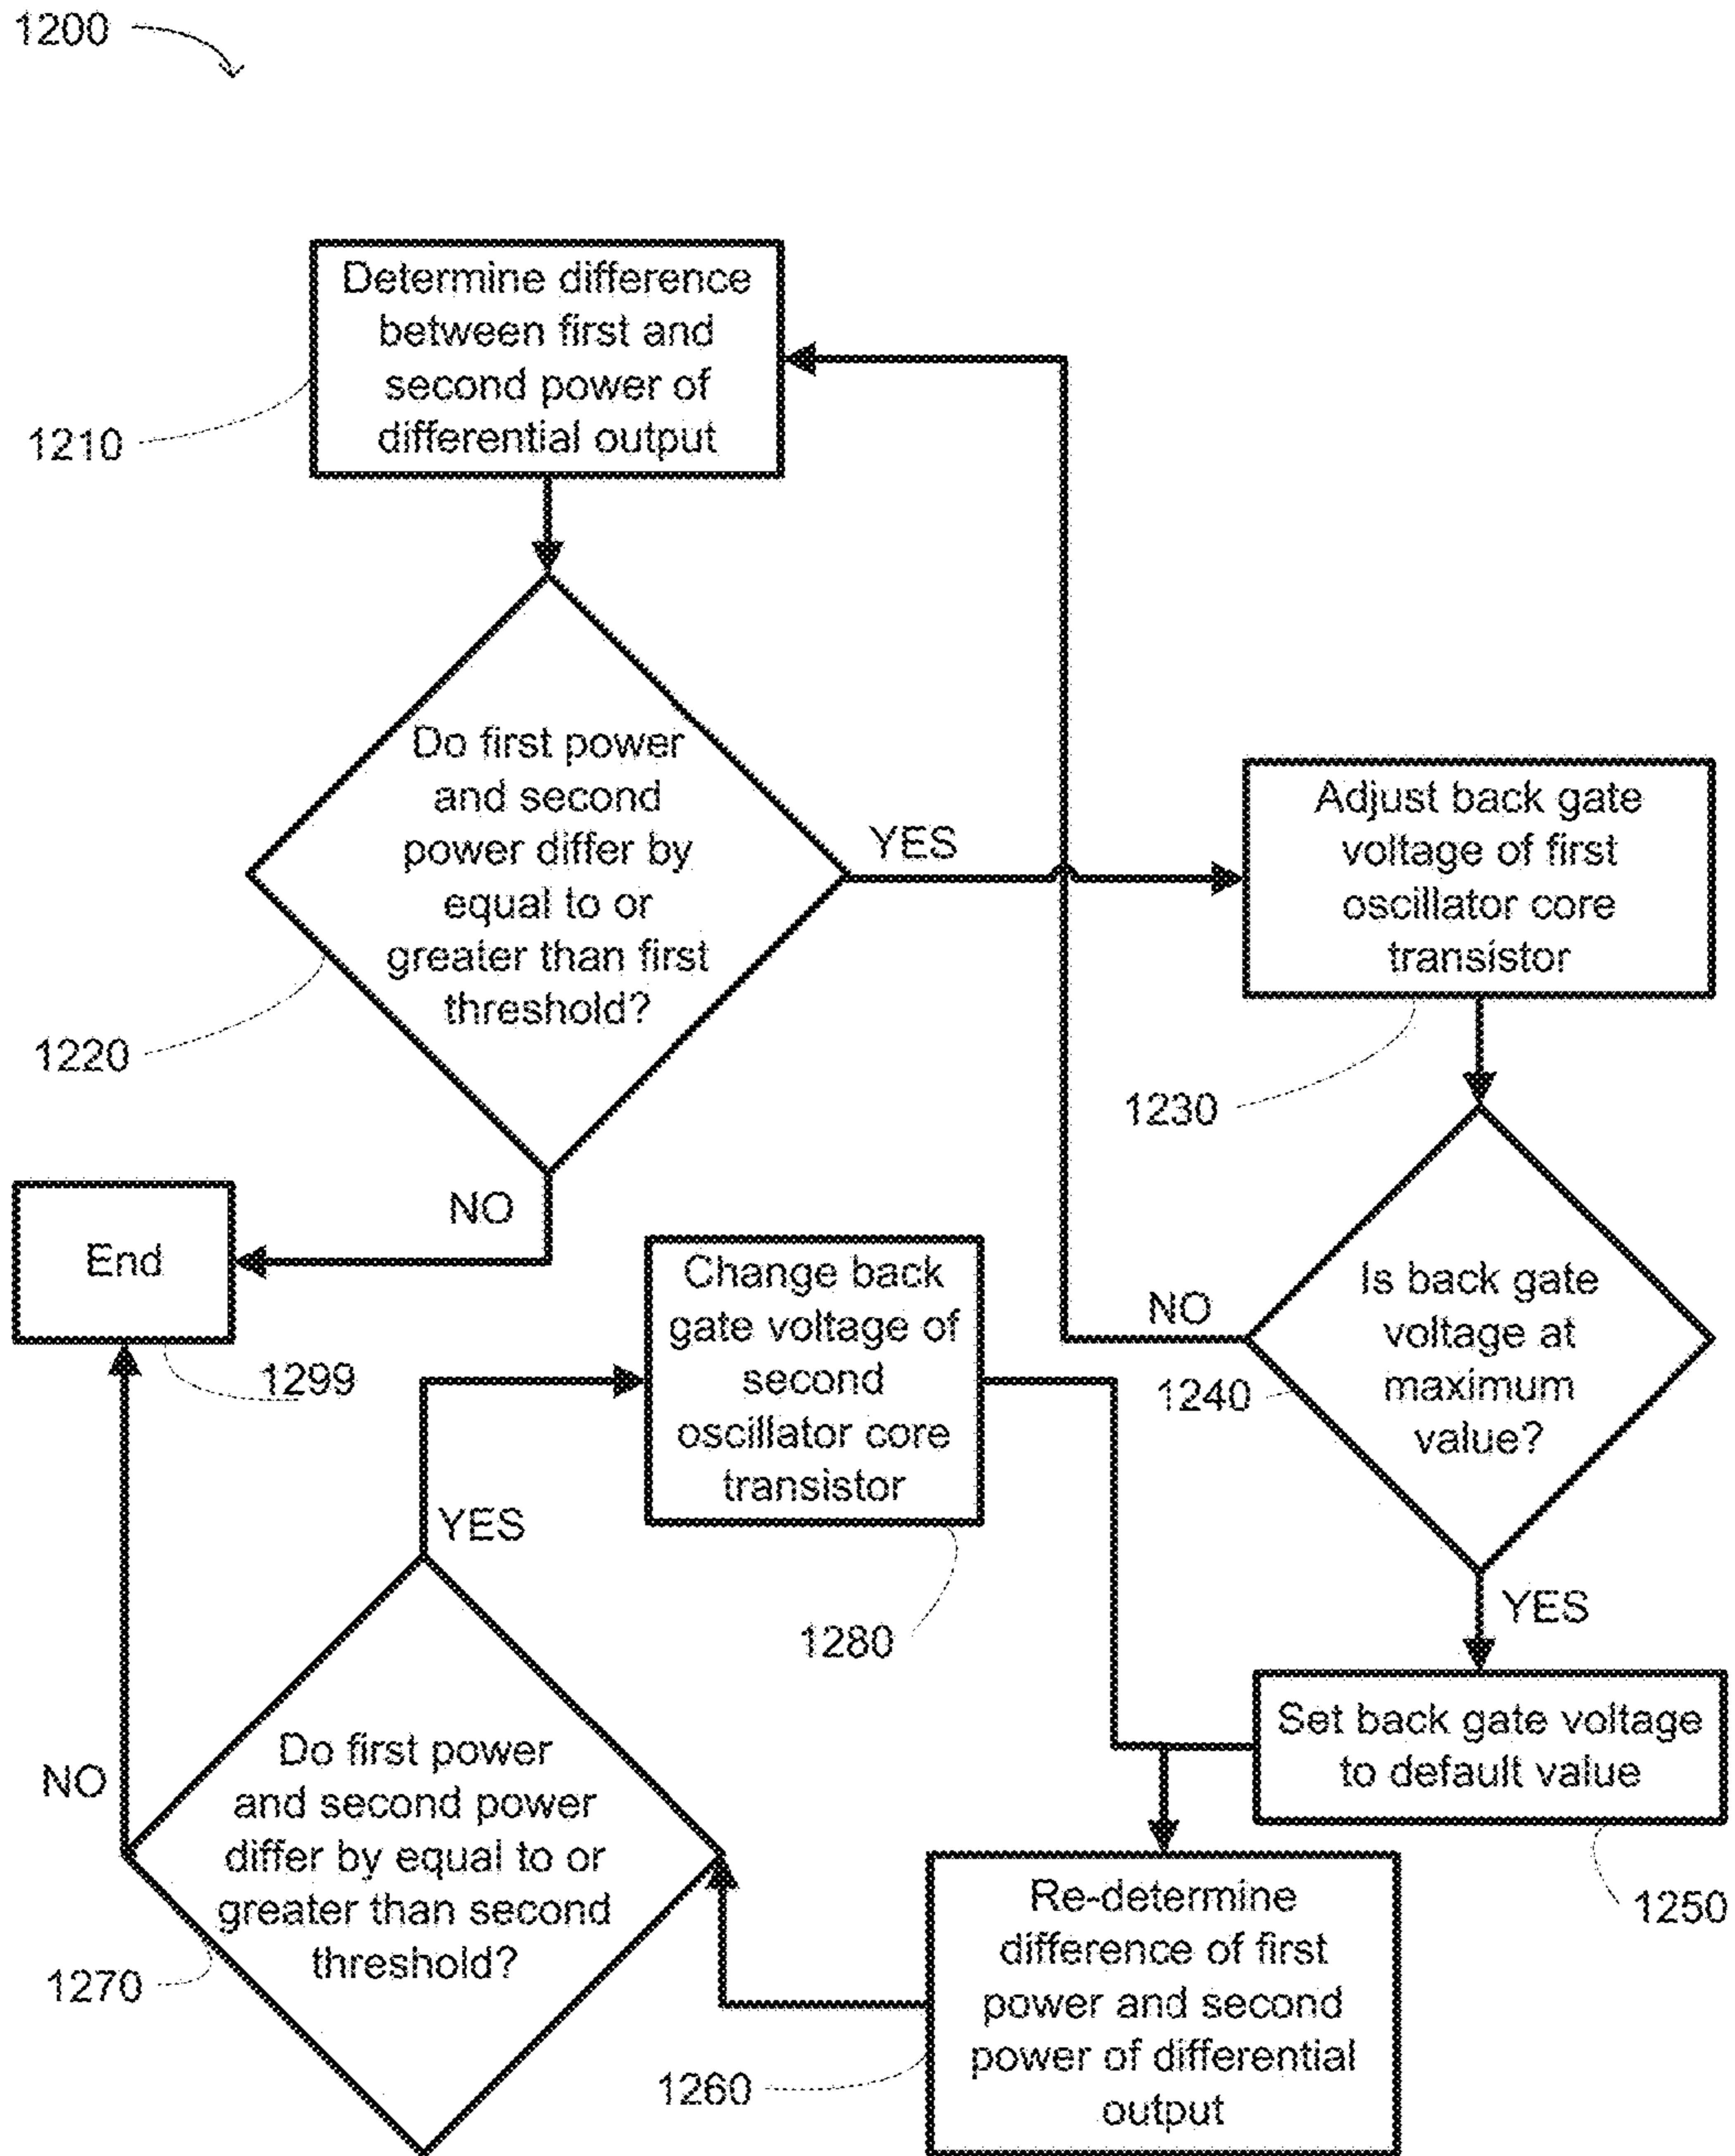 1200
Determine difference
between first and
second power of
differential output
1210
Do first power
and second
power differ by
equal to or
greater than first
threshold?
YES
1220
NO
Adjust back gate
voltage of first
oscillator core
transistor
1230
End
1299
Change back
gate voltage of
second
oscillator core
transistor
1280
NO
Is back gate
voltage at
maximum
value?
1240
YES
Set back gate voltage
to default value
1250
YES
NO
Do first power
and second power
differ by equal to or
greater than second
threshold?
1270
Re-determine
difference of first
power and second
power of differential
output
1260